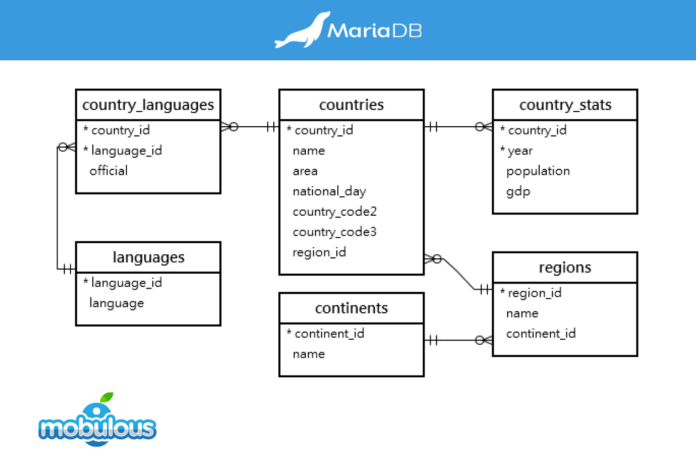 MariaDB
country_languages
* country_id
* language_id
official
countries
* country_id
name
area
national_day
country_code2
country_code3
region_id
country_stats
* country_id
* year
population
gdp
languages
* language_id
language
continents
* continent_id
name
regions
* region_id
name
continent_id
mobulous